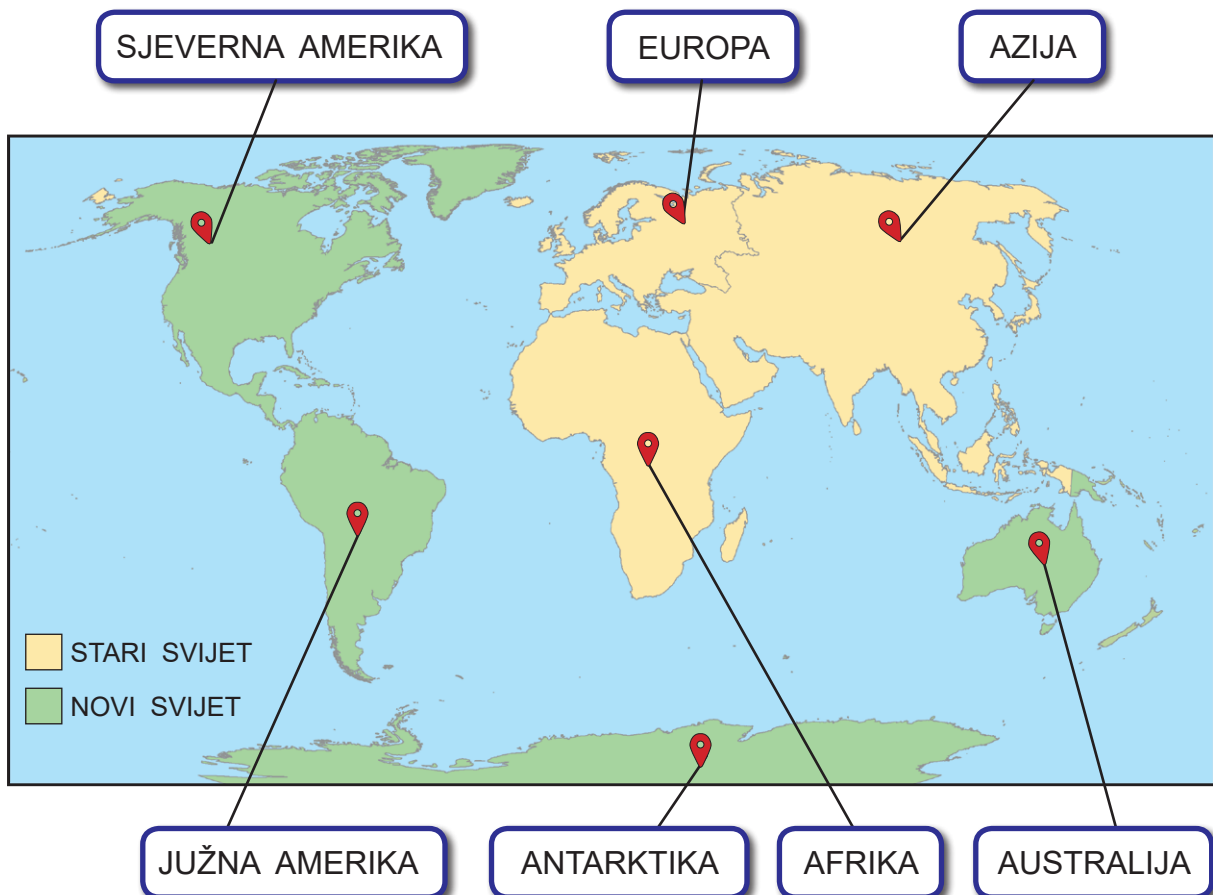 SJEVERNA AMERIKA
EUROPA
AZIJA
STARI SVIJET
NOVI SVIJET
JUŽNA AMERIKA
ANTARKTIKA
AFRIKA
AUSTRALIJA